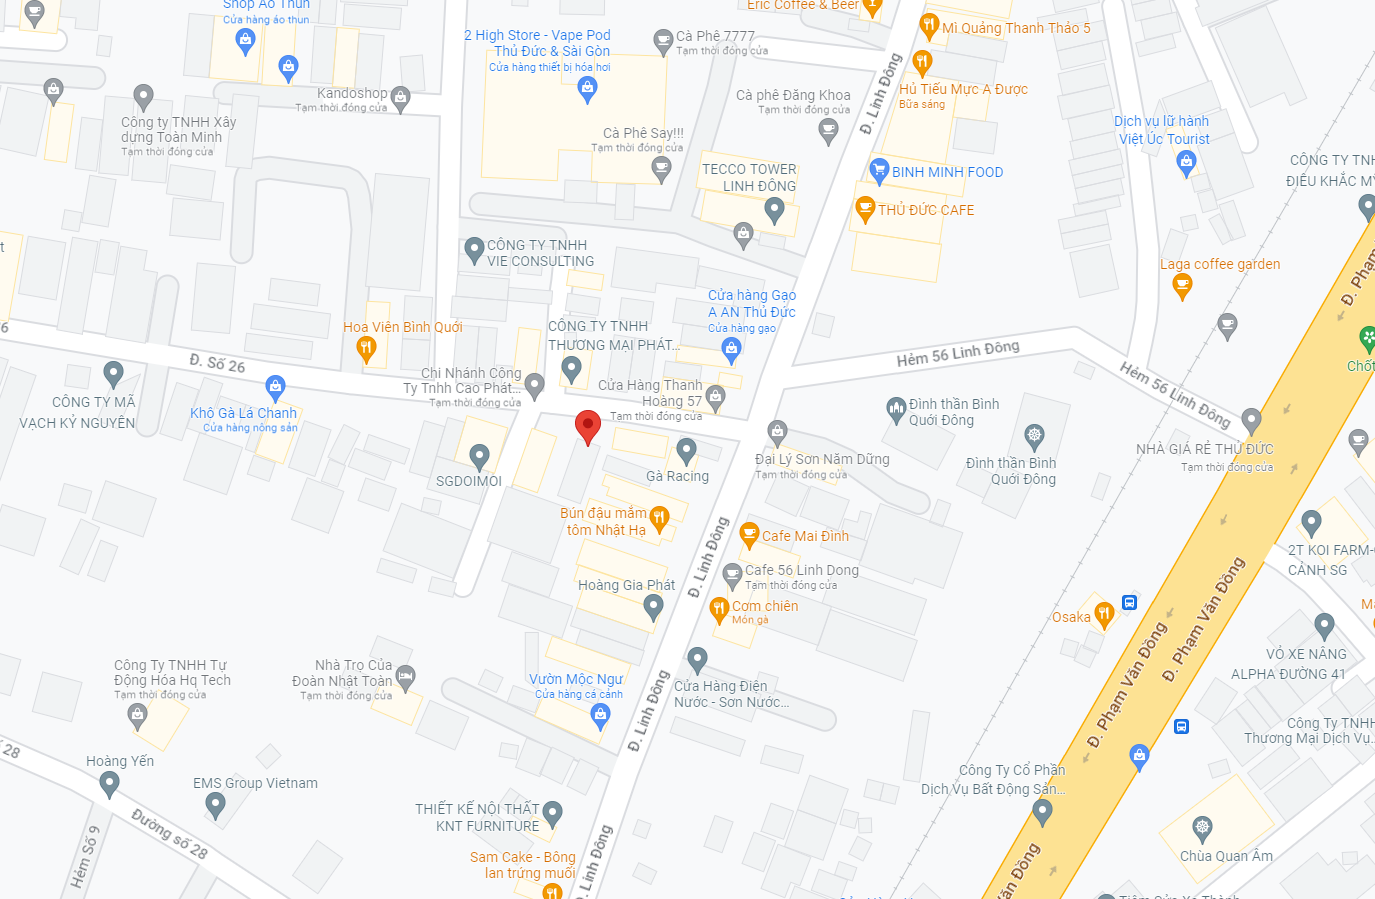 Shop Áo Thun
Cửa hàng áo thun
Eric Coffee & Beer
Mì Quảng Thanh Thảo 5
2 High Store - Vape Pod
Thủ Đức & Sài Gòn
Cửa hàng thiết bị hóa hơi
Cà Phê 7777
Tạm thời đóng cửa
Đ. Linh Đông
Hủ Tiếu Mực A Được
Bữa sáng
Kandoshop
Tạm thời đóng cửa
Cà phê Đăng Khoa
Tạm thời đóng cửa
Công ty TNHH Xây
dựng Toàn Minh
Tạm thời đóng cửa
Dịch vụ lữ hành
Việt Úc Tourist
Cà Phê Say!!!
Tạm thời đóng cửa
TECCO TOWER
LINH ĐÔNG
BINH MINH FOOD
CÔNG TY TNH
ĐIÊU KHẮC MỸ
THỦ ĐỨC CAFE
t
CÔNG TY TNHH
VIE CONSULTING
Laga coffee garden
Đ. Phạm
Cửa hàng Gạo
A AN Thủ Đức
Cửa hàng gạo
26
Hoa Viên Bình Quới
CÔNG TY TNHH
THƯƠNG MẠI PHÁT...
Hẻm 56 Linh Đông
Đ. Số 26
Chốt
Chi Nhánh Công
Ty Tnhh Cao Phát...
Tạm thời đóng cửa
Cửa Hàng Thanh
Hoàng 57
Tạm thời đóng cửa
Hẻm 56 Linh Đông
CÔNG TY MÃ
VẠCH KỶ NGUYÊN
Khô Gà Lá Chanh
Cửa hàng nông sản
Đình thần Bình
Quới Đông
NHÀ GIÁ RẺ THỦ ĐỨC
Tạm thời đóng cửa
Đại Lý Sơn Năm Dững
Tạm thời đóng cửa
Đình thần Bình
Quới Đông
SGDOIMOI
Gà Racing
Bún đậu mắm
tôm Nhật Hạ
Cafe Mai Đình
Đ. Linh Đông
2T KOI FARM-
CẢNH SG
Cafe 56 Linh Dong
Tạm thời đóng cửa
Hoàng Gia Phát
Cơm chiên
Món gà
Osaka
Đ. Phạm Văn Đồng
Đ. Phạm Văn Đồng
VỎ XE NÂNG
ALPHA ĐƯỜNG 41
Công Ty TNHH Tự
Động Hóa Hq Tech
Tạm thời đóng cửa
Nhà Trọ Của
Đoàn Nhật Toàn
Tạm thời đóng cửa
Vườn Mộc Ngư
Cửa hàng cá cảnh
Cửa Hàng Điện
Nước - Sơn Nước...
Đ. Linh Đông
Công Ty TNHH
Thương Mại Dịch Vụ...
28
Hoàng Yến
EMS Group Vietnam
Công Ty Cổ Phần
Dịch Vụ Bất Động Sản...
THIẾT KẾ NỘI THẤT
KNT FURNITURE
Đường số 28
Hẻm Số 9
Sam Cake - Bông
lan trứng muối
Đ. Linh Đông
Chùa Quan Âm
Văn Đồng